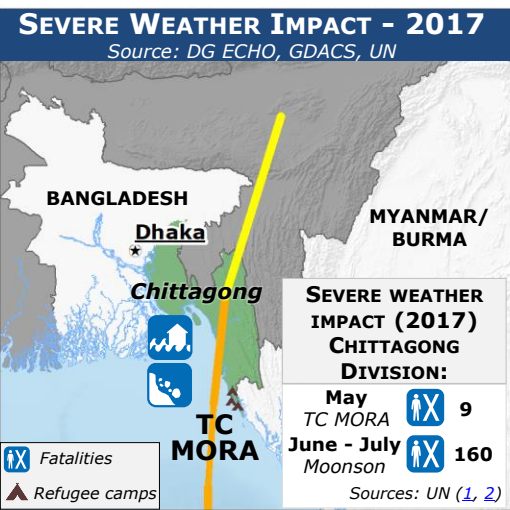 SEVERE WEATHER IMPACT - 2017
Source: DG ECHO, GDACS, UN
BANGLADESH
Dhaka
MYANMAR/
BURMA
Chittagong
SEVERE WEATHER
IMPACT (2017)
CHITTAGONG
DIVISION:
May
TC MORA
9
June - July
Moonson
160
Sources: UN (1, 2)
TC
MORA
Fatalities
Refugee camps